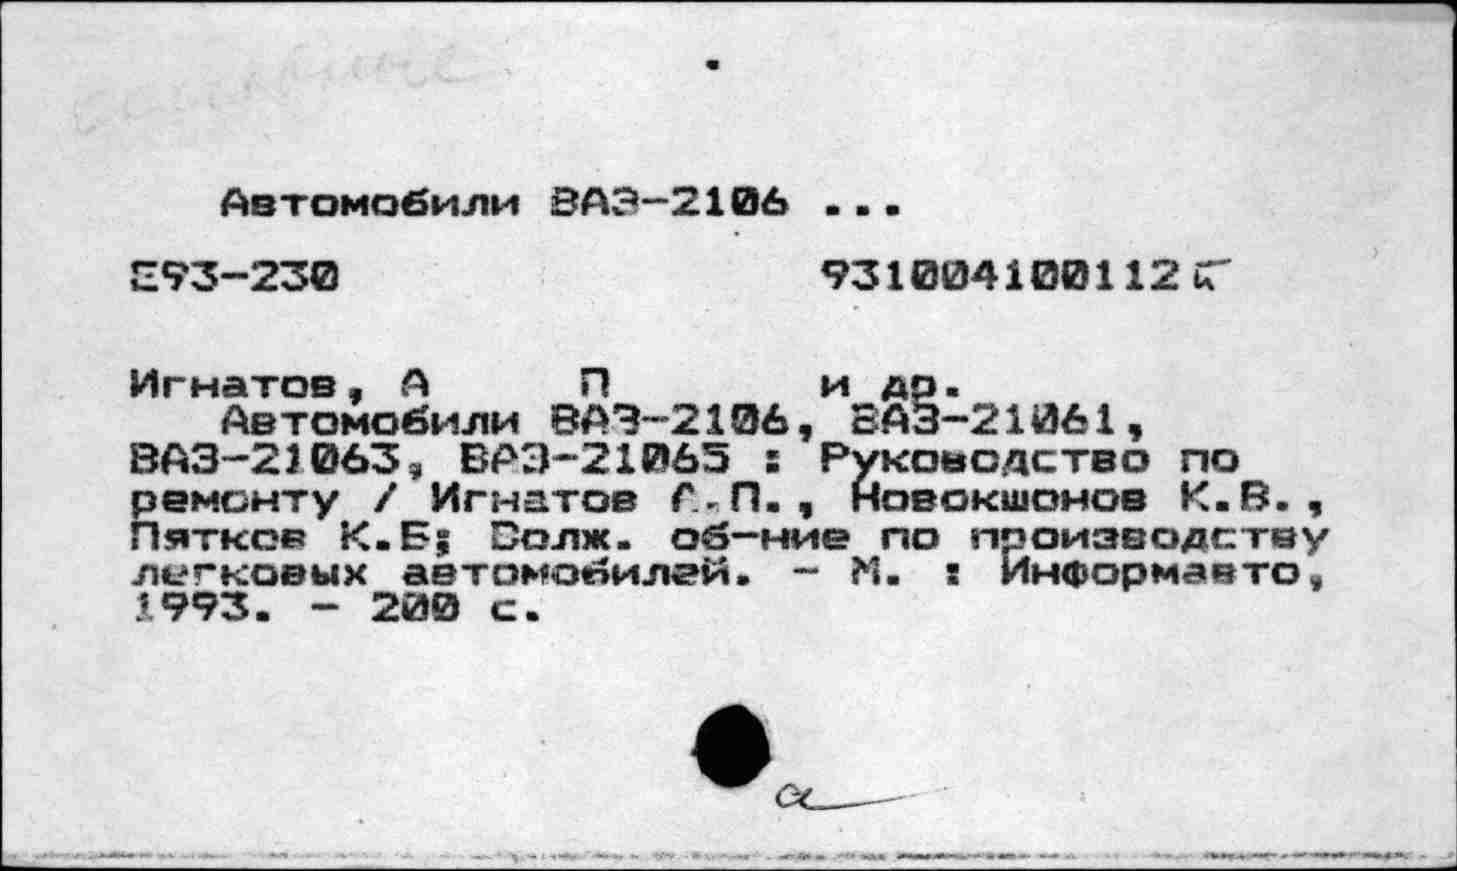 Автомобили ВАЗ-2106 ...
Е93-230 931004100112
Игнатов, А П и др.
Автомобили ВАЗ-2106, ВАЗ-21061,
ВАЗ-21063, ВАЗ-21065 : Руководство по
ремонту / Игнатов А.П., Новокшонов К.В.,
Пятков К.Б; Волж. об-ние по производству
легковых автомобилей. - М. : Информавто,
1993. - 200 с.